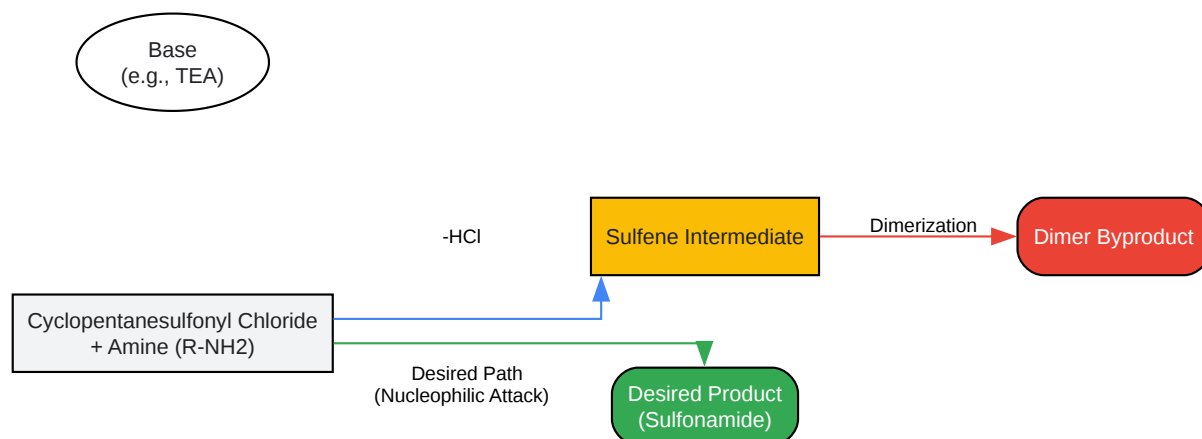 Base
(e.g., TEA)
-HCl
Sulfene Intermediate
Dimerization
Dimer Byproduct
Cyclopentanesulfonyl Chloride
+ Amine (R-NH2)
Desired Path
(Nucleophilic Attack)
Desired Product
(Sulfonamide)